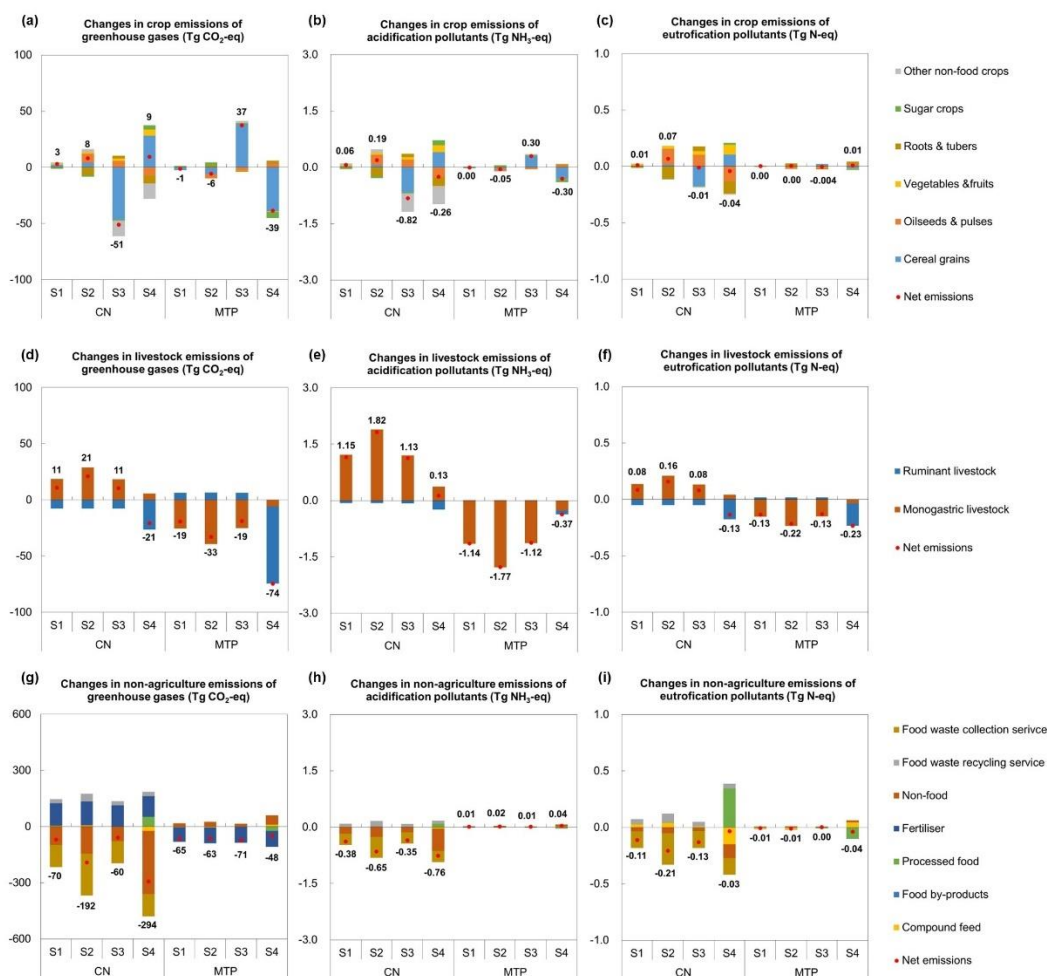 (a) Changes in crop emissions of
greenhouse gases (Tg CO₂-eq)
100
50
0
-50
-100
3
8
-51
9
-1
-6
37
-39
S1 S2 S3 S4 S1 S2 S3 S4
CN MTP
(b) Changes in crop emissions of
acidification pollutants (Tg NH₃-eq)
3.0
1.5
0.0
-1.5
-3.0
0.06
0.19
-0.82
-0.26
0.00
-0.05
0.30
-0.30
S1 S2 S3 S4 S1 S2 S3 S4
CN MTP
(c) Changes in crop emissions of
eutrofication pollutants (Tg N-eq)
1.0
0.5
0.0
-0.5
-1.0
0.01
0.07
-0.01
-0.04
0.00
0.00
-0.004
0.01
S1 S2 S3 S4 S1 S2 S3 S4
CN MTP
Other non-food crops
Sugar crops
Roots & tubers
Vegetables &fruits
Oilseeds & pulses
Cereal grains
Net emissions
(d) Changes in livestock emissions of
greenhouse gases (Tg CO₂-eq)
100
50
0
-50
-100
11
21
11
-21
-19
-33
-19
-74
S1 S2 S3 S4 S1 S2 S3 S4
CN MTP
(e) Changes in livestock emissions of
acidification pollutants (Tg NH₃-eq)
3.0
1.5
0.0
-1.5
-3.0
1.15
1.82
1.13
0.13
-1.14
-1.77
-1.12
-0.37
S1 S2 S3 S4 S1 S2 S3 S4
CN MTP
(f) Changes in livestock emissions of
eutrofication pollutants (Tg N-eq)
1.0
0.5
0.0
-0.5
-1.0
0.08
0.16
0.08
-0.13
-0.13
-0.22
-0.13
-0.23
S1 S2 S3 S4 S1 S2 S3 S4
CN MTP
Ruminant livestock
Monogastric livestock
Net emissions
(g) Changes in non-agriculture emissions of
greenhouse gases (Tg CO₂-eq)
600
300
0
-300
-600
-70
-192
-60
-294
-65
-63
-71
-48
S1 S2 S3 S4 S1 S2 S3 S4
CN MTP
(h) Changes in non-agriculture emissions of
acidification pollutants (Tg NH₃-eq)
3.0
1.5
0.0
-1.5
-3.0
-0.38
-0.65
-0.35
-0.76
0.01
0.02
0.01
0.04
S1 S2 S3 S4 S1 S2 S3 S4
CN MTP
(i) Changes in non-agriculture emissions of
eutrofication pollutants (Tg N-eq)
1.0
0.5
0.0
-0.5
-1.0
-0.11
-0.21
-0.13
-0.03
-0.01
-0.01
0.00
-0.04
S1 S2 S3 S4 S1 S2 S3 S4
CN MTP
Food waste collection serivce
Food waste recycling service
Non-food
Fertiliser
Processed food
Food by-products
Compound feed
Net emissions